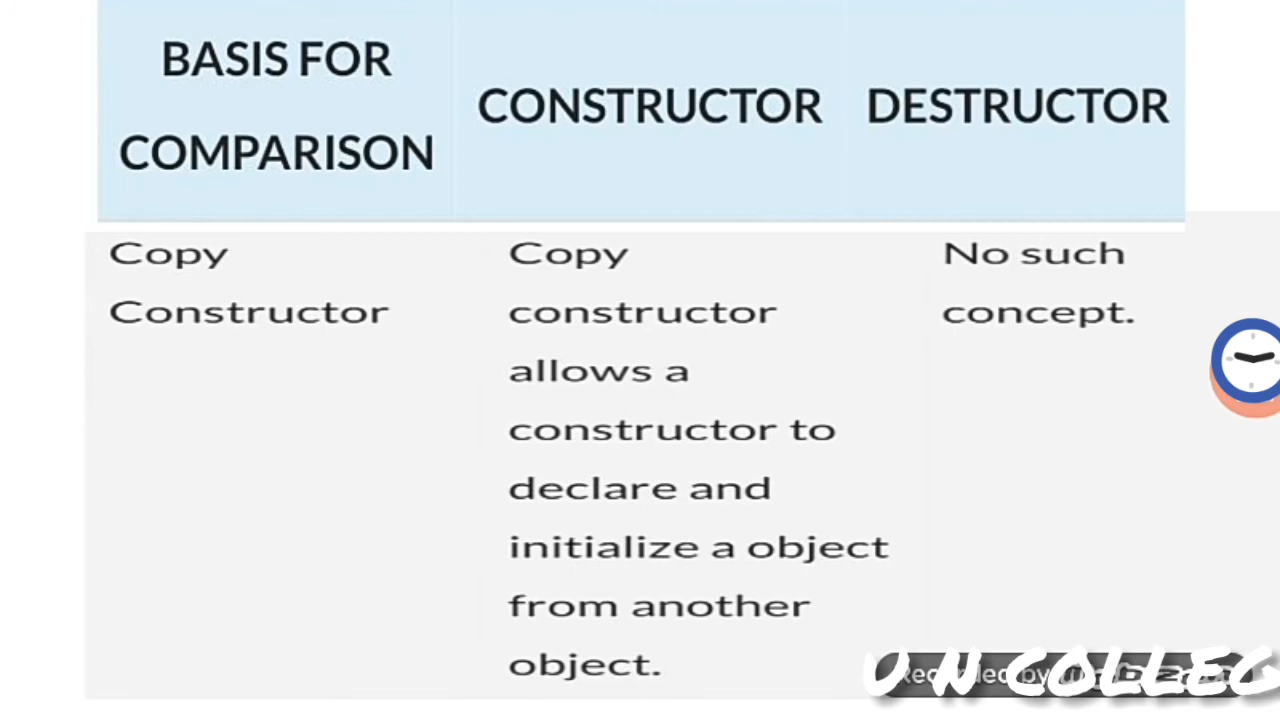 BASIS FOR
COMPARISON
CONSTRUCTOR
DESTRUCTOR
Copy
Constructor
Copy
constructor
allows a
constructor to
declare and
initialize a object
from another
object.
No such
concept.
U N COLLEG